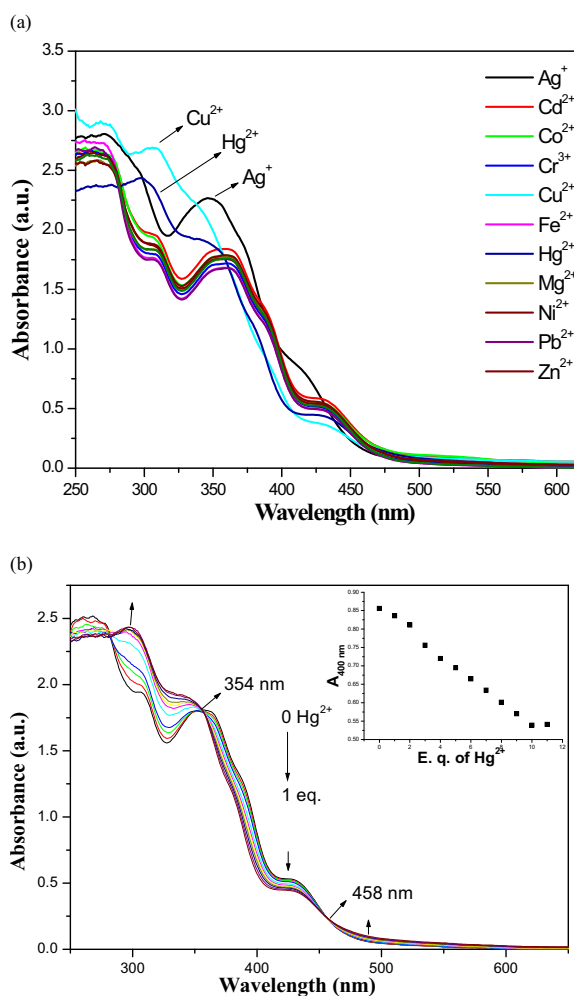 (a)
3.5
3.0
2.5
2.0
1.5
1.0
0.5
0.0
Absorbance (a.u.)
250 300 350 400 450 500 550 600
Wavelength (nm)
Cu²⁺
Hg²⁺
Ag⁺
Ag⁺
Cd²⁺
Co²⁺
Cr³⁺
Cu²⁺
Fe²⁺
Hg²⁺
Mg²⁺
Ni²⁺
Pb²⁺
Zn²⁺
(b)
2.5
2.0
1.5
1.0
0.5
0.0
Absorbance (a.u.)
300 400 500 600
Wavelength (nm)
354 nm
0 Hg²⁺
1 eq.
458 nm
0.90
0.85
0.80
0.75
0.70
0.65
0.60
0.55
0.50
A400 nm
0 2 4 6 8 10 12
E. q. of Hg²⁺